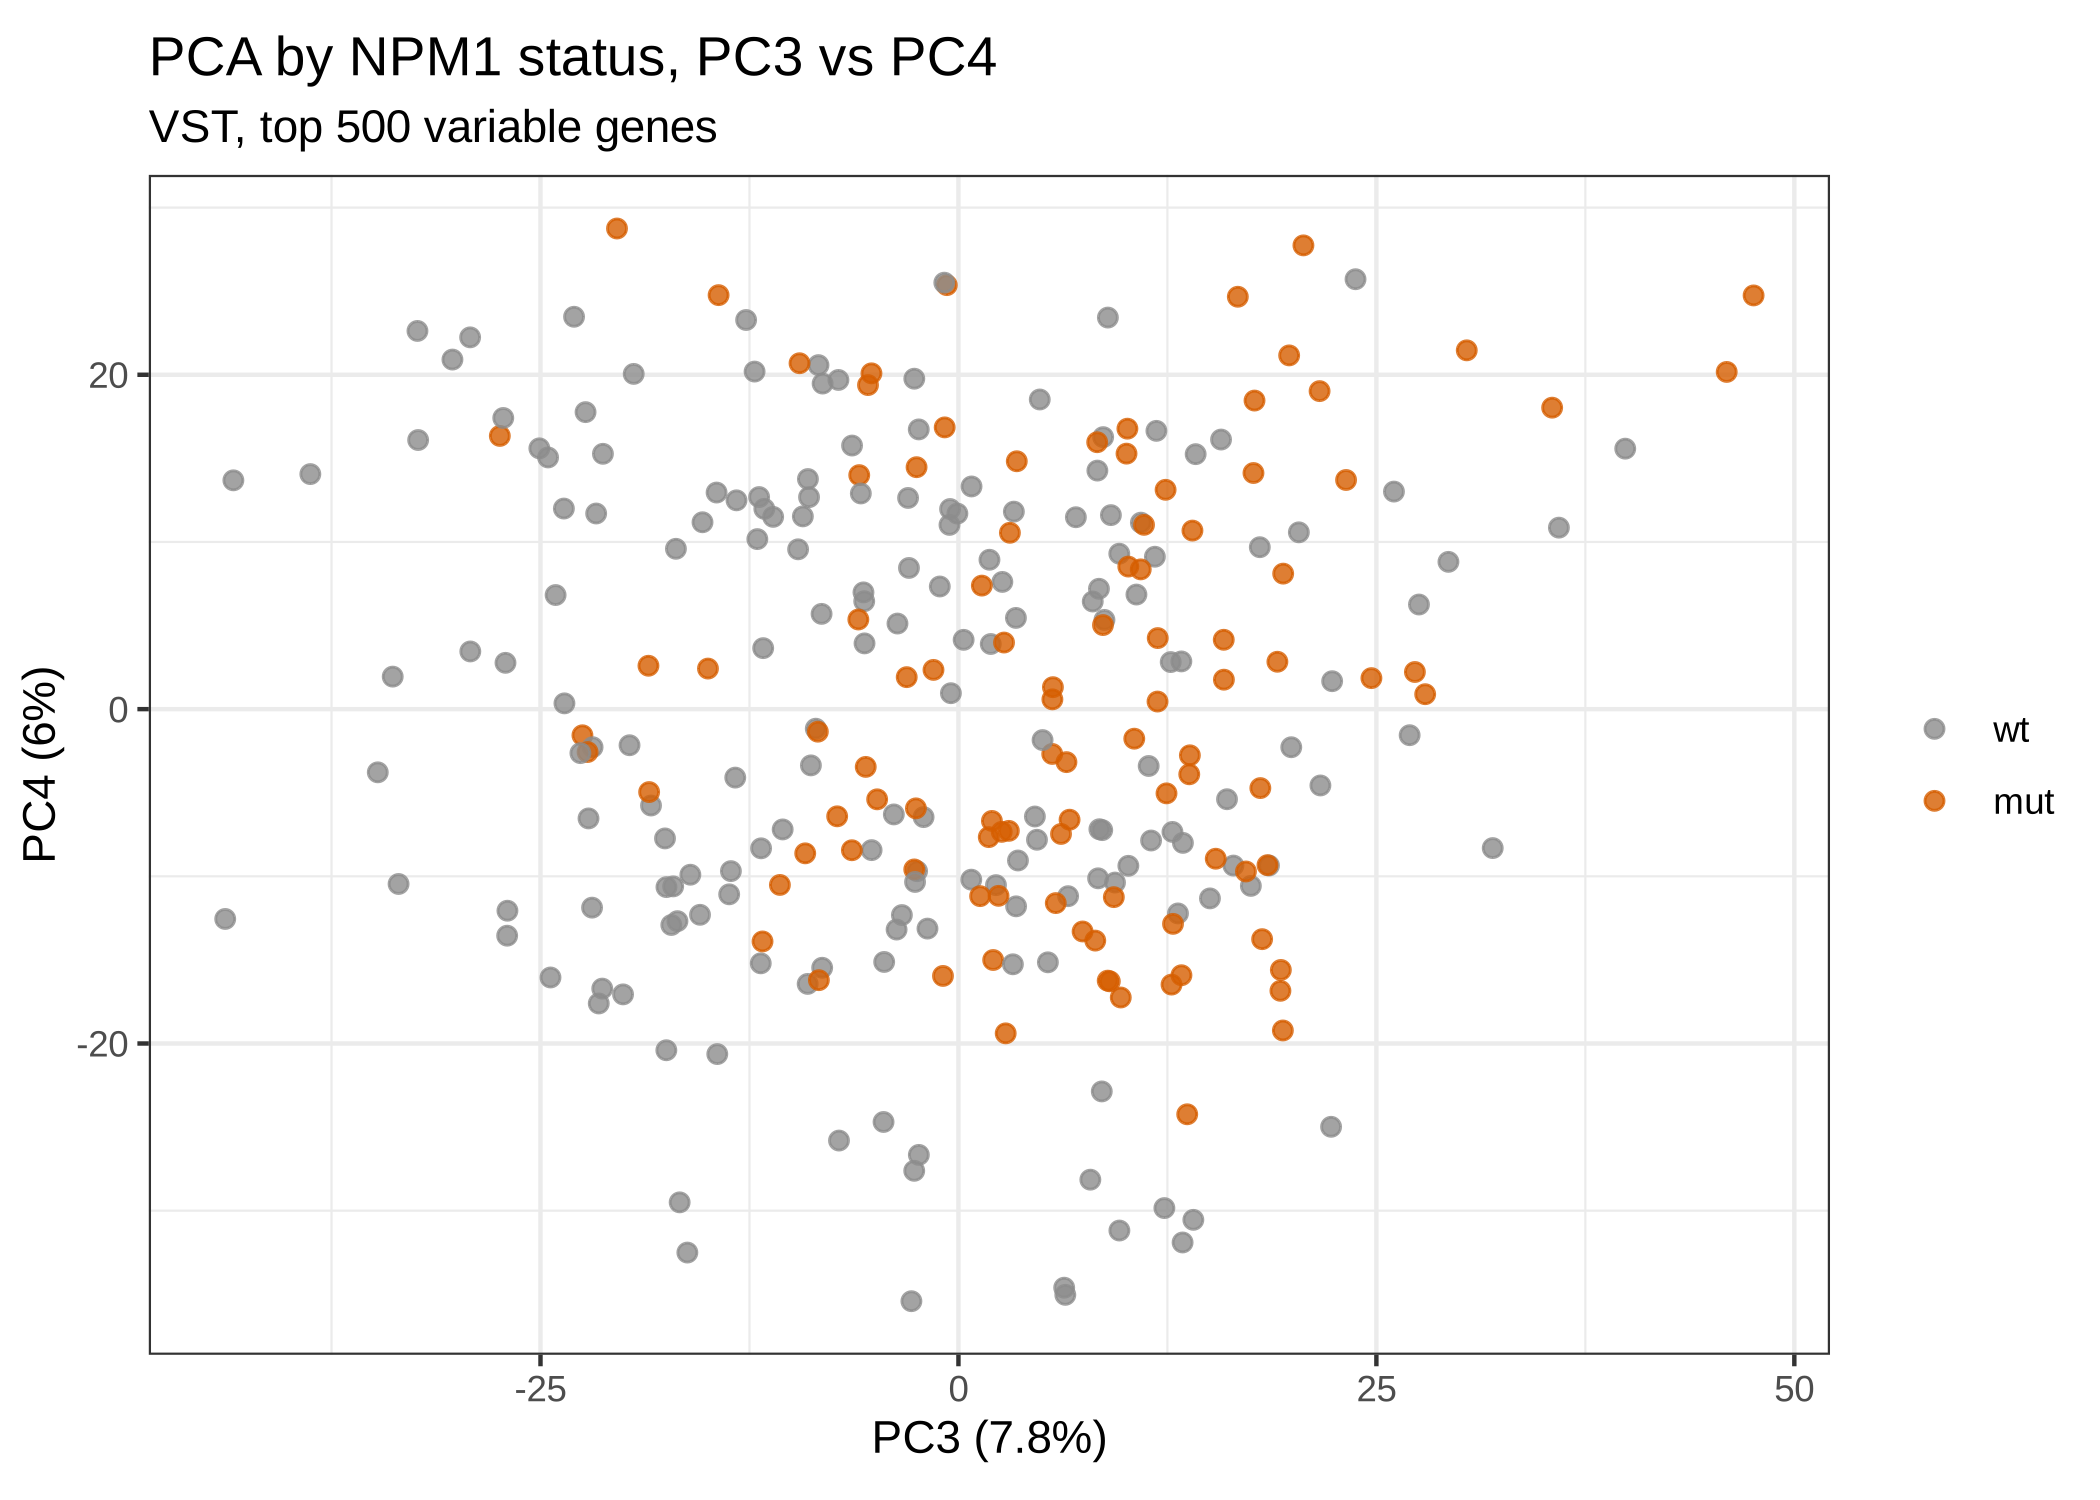 PCA by NPM1 status, PC3 vs PC4
VST, top 500 variable genes
20
0
-20
PC4 (6%)
-25
0
25
50
PC3 (7.8%)
wt
mut